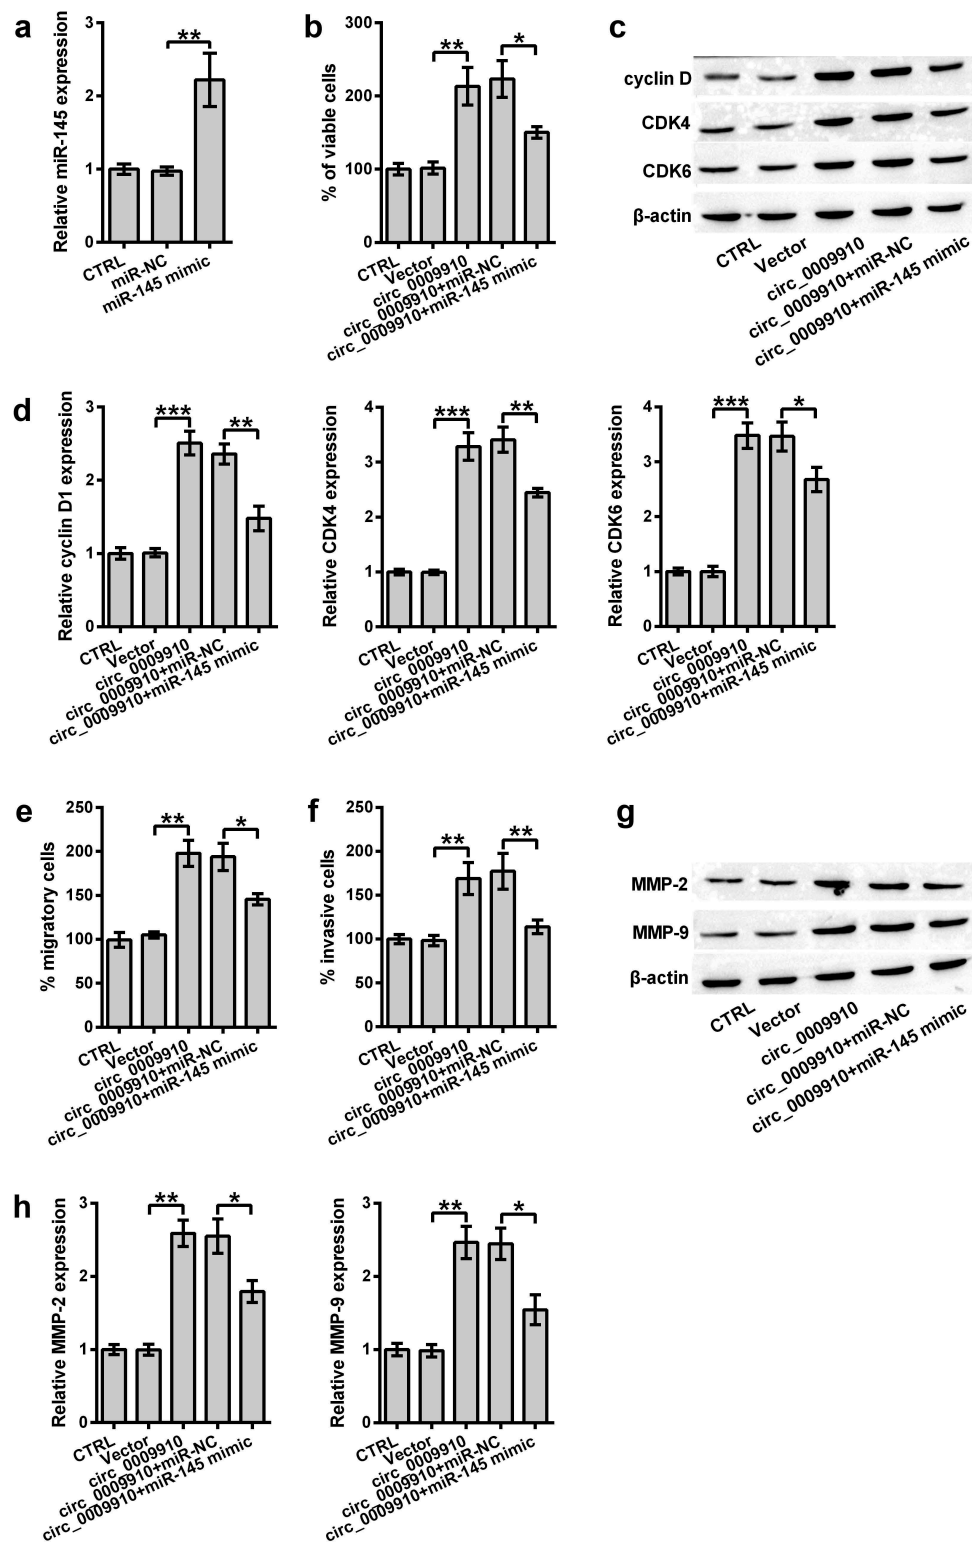 a
Relative miR-145 expression
3
2
1
0
**
CTRL
miR-NC
miR-145 mimic
b
% of viable cells
300
200
100
0
**
*
CTRL
Vector
circ_0009910
circ_0009910+miR-NC
circ_0009910+miR-145 mimic
c
cyclin D
CDK4
CDK6
β-actin
CTRL
Vector
circ_0009910
circ_0009910+miR-NC
circ_0009910+miR-145 mimic
d
Relative cyclin D1 expression
3
2
1
0
***
**
CTRL
Vector
circ_0009910
circ_0009910+miR-NC
circ_0009910+miR-145 mimic
Relative CDK4 expression
4
3
2
1
0
***
**
CTRL
Vector
circ_0009910
circ_0009910+miR-NC
circ_0009910+miR-145 mimic
Relative CDK6 expression
4
3
2
1
0
***
*
CTRL
Vector
circ_0009910
circ_0009910+miR-NC
circ_0009910+miR-145 mimic
e
% migratory cells
250
200
150
100
50
0
**
*
CTRL
Vector
circ_0009910
circ_0009910+miR-NC
circ_0009910+miR-145 mimic
f
% invasive cells
250
200
150
100
50
0
**
**
CTRL
Vector
circ_0009910
circ_0009910+miR-NC
circ_0009910+miR-145 mimic
g
MMP-2
MMP-9
β-actin
CTRL
Vector
circ_0009910
circ_0009910+miR-NC
circ_0009910+miR-145 mimic
h
Relative MMP-2 expression
3
2
1
0
**
*
CTRL
Vector
circ_0009910
circ_0009910+miR-NC
circ_0009910+miR-145 mimic
Relative MMP-9 expression
3
2
1
0
**
*
CTRL
Vector
circ_0009910
circ_0009910+miR-NC
circ_0009910+miR-145 mimic